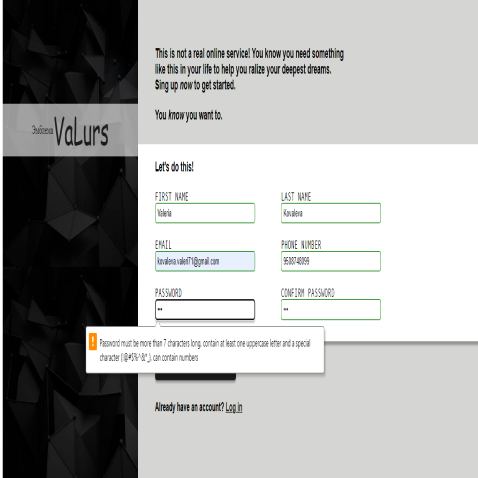 This is not a real online service! You know you need something
like this in your life to help you ralize your deepest dreams.
Sing up now to get started.
You know you want to.
VaLurs
Let's do this!
FIRST NAME
LAST NAME
Valeria
Kovaleva
EMAIL
PHONE NUMBER
kovaleva.valeri71@gmail.com
9508748099
PASSWORD
CONFIRM PASSWORD
Password must be more than 7 characters long, contain at least one uppercase letter and a special
character (!@#$%^&*_), can contain numbers
Already have an account? Log in